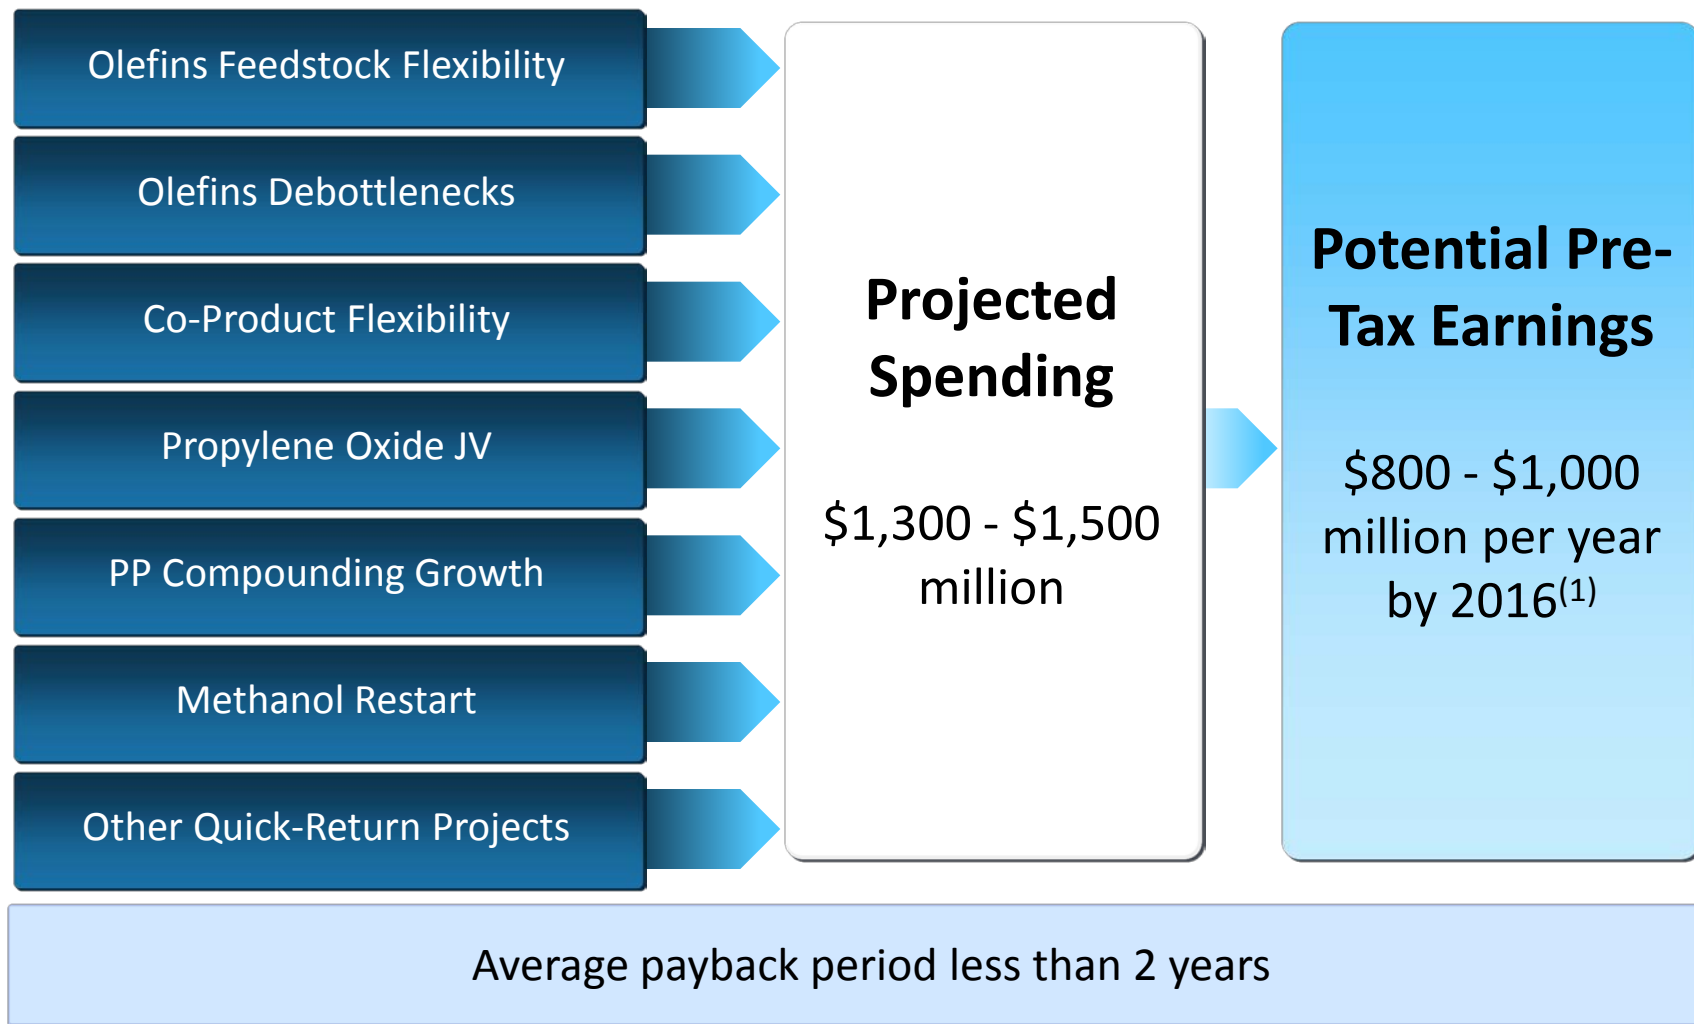 Olefins Feedstock Flexibility
Olefins Debottlenecks
Co-Product Flexibility
Propylene Oxide JV
PP Compounding Growth
Methanol Restart
Other Quick-Return Projects
Projected
Spending
$1,300 - $1,500
million
Potential Pre-
Tax Earnings
$800 - $1,000
million per year
by 2016(1)
Average payback period less than 2 years